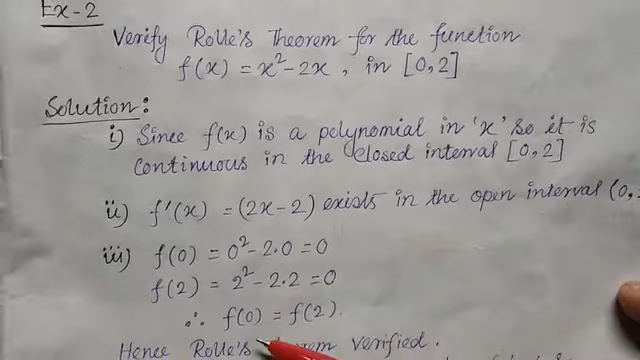 Ex-2
Verify Rolle's Theorem for the function
f(x) = x²-2x, in [0,2]
Solution:
i) Since f(x) is a polynomial in 'x' so it is
continuous in the closed interval [0,2]
ii) f'(x) = (2x-2) exists in the open interval (0,
iii) f(0) = 0²-2.0 = 0
f(2) = 2²-2.2 = 0
∴ f(0) = f(2).
Hence Rolle's verified.